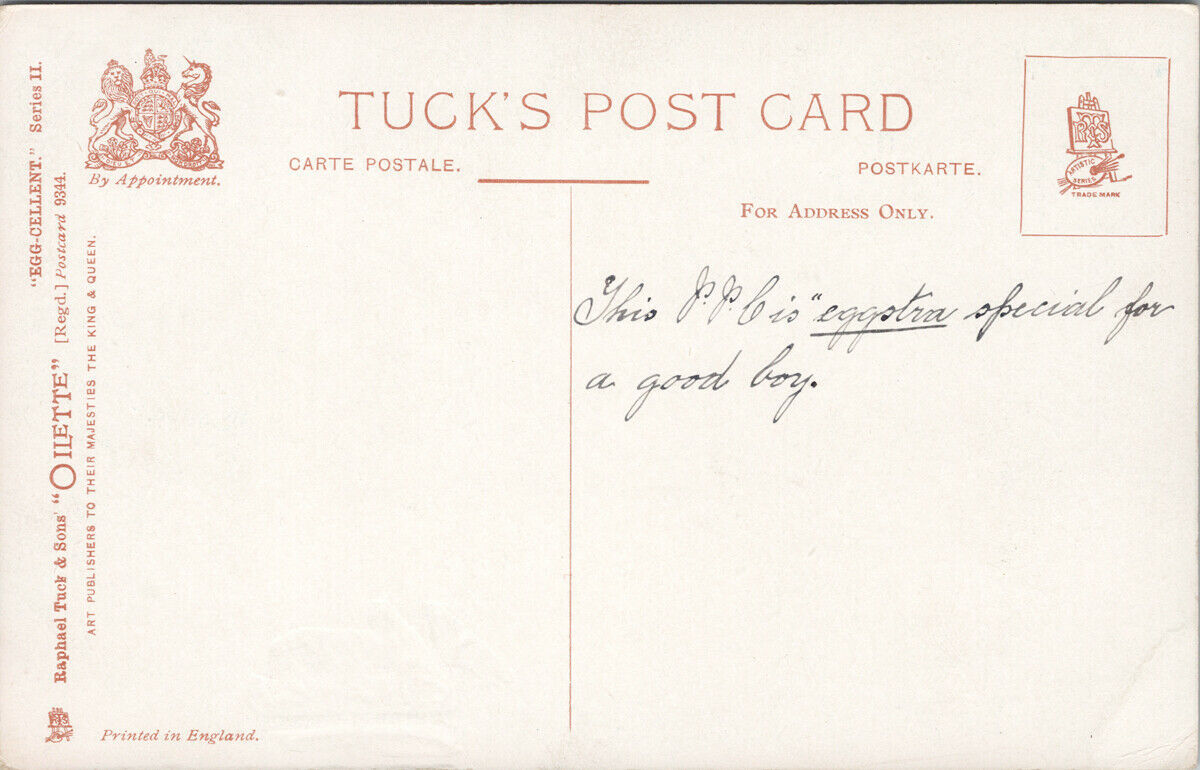 TUCK'S POST CARD
CARTE POSTALE.
POSTKARTE.
FOR ADDRESS ONLY.
By Appointment.
ARTISTIC
SERIES
TRADE MARK
"EGG-CELLENT." Series II.
Raphael Tuck & Sons' "OILETTE" [Regd.] Postcard 9344.
ART PUBLISHERS TO THEIR MAJESTIES THE KING & QUEEN.
This P.P.C is "eggstra special for
a good boy.
Printed in England.